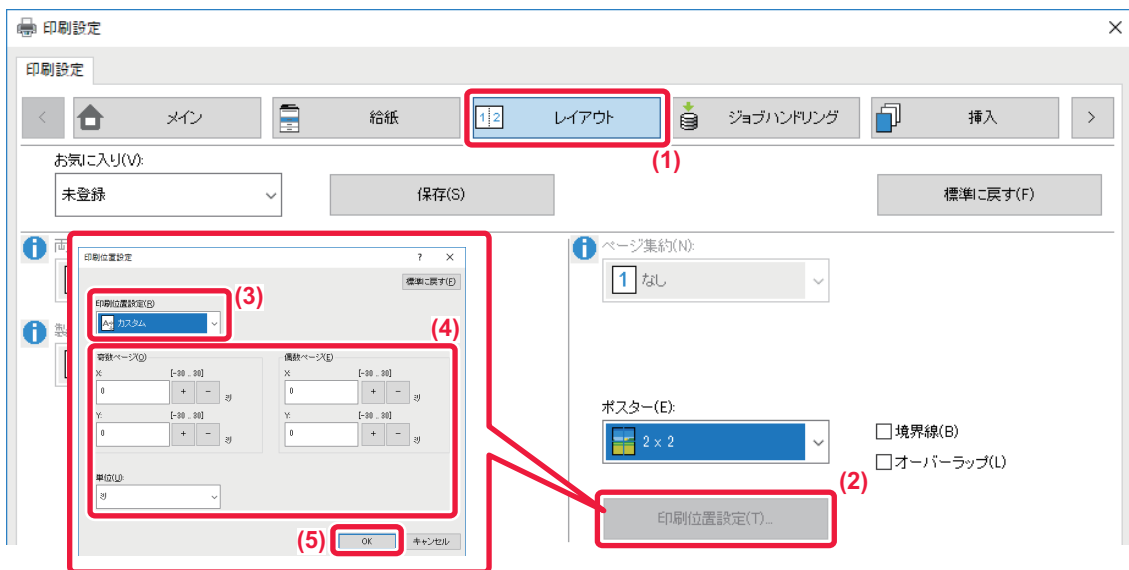 印刷設定
印刷設定
メイン
給紙
1 2
レイアウト
ジョブハンドリング
挿入
(1)
お気に入り(V):
未登録
保存(S)
標準に戻す(F)
両
製
印刷位置設定
標準に戻す(F)
印刷位置設定(R)
カスタム
(3)
(4)
奇数ページ(O)
X:
[-30 .. 30]
0
+
-
ミリ
Y:
[-30 .. 30]
0
+
-
ミリ
偶数ページ(E)
X:
[-30 .. 30]
0
+
-
ミリ
Y:
[-30 .. 30]
0
+
-
ミリ
単位(U):
ミリ
(5)
OK
キャンセル
ページ集約(N):
1 なし
ポスター(E):
2 x 2
境界線(B)
オーバーラップ(L)
(2)
印刷位置設定(T)...